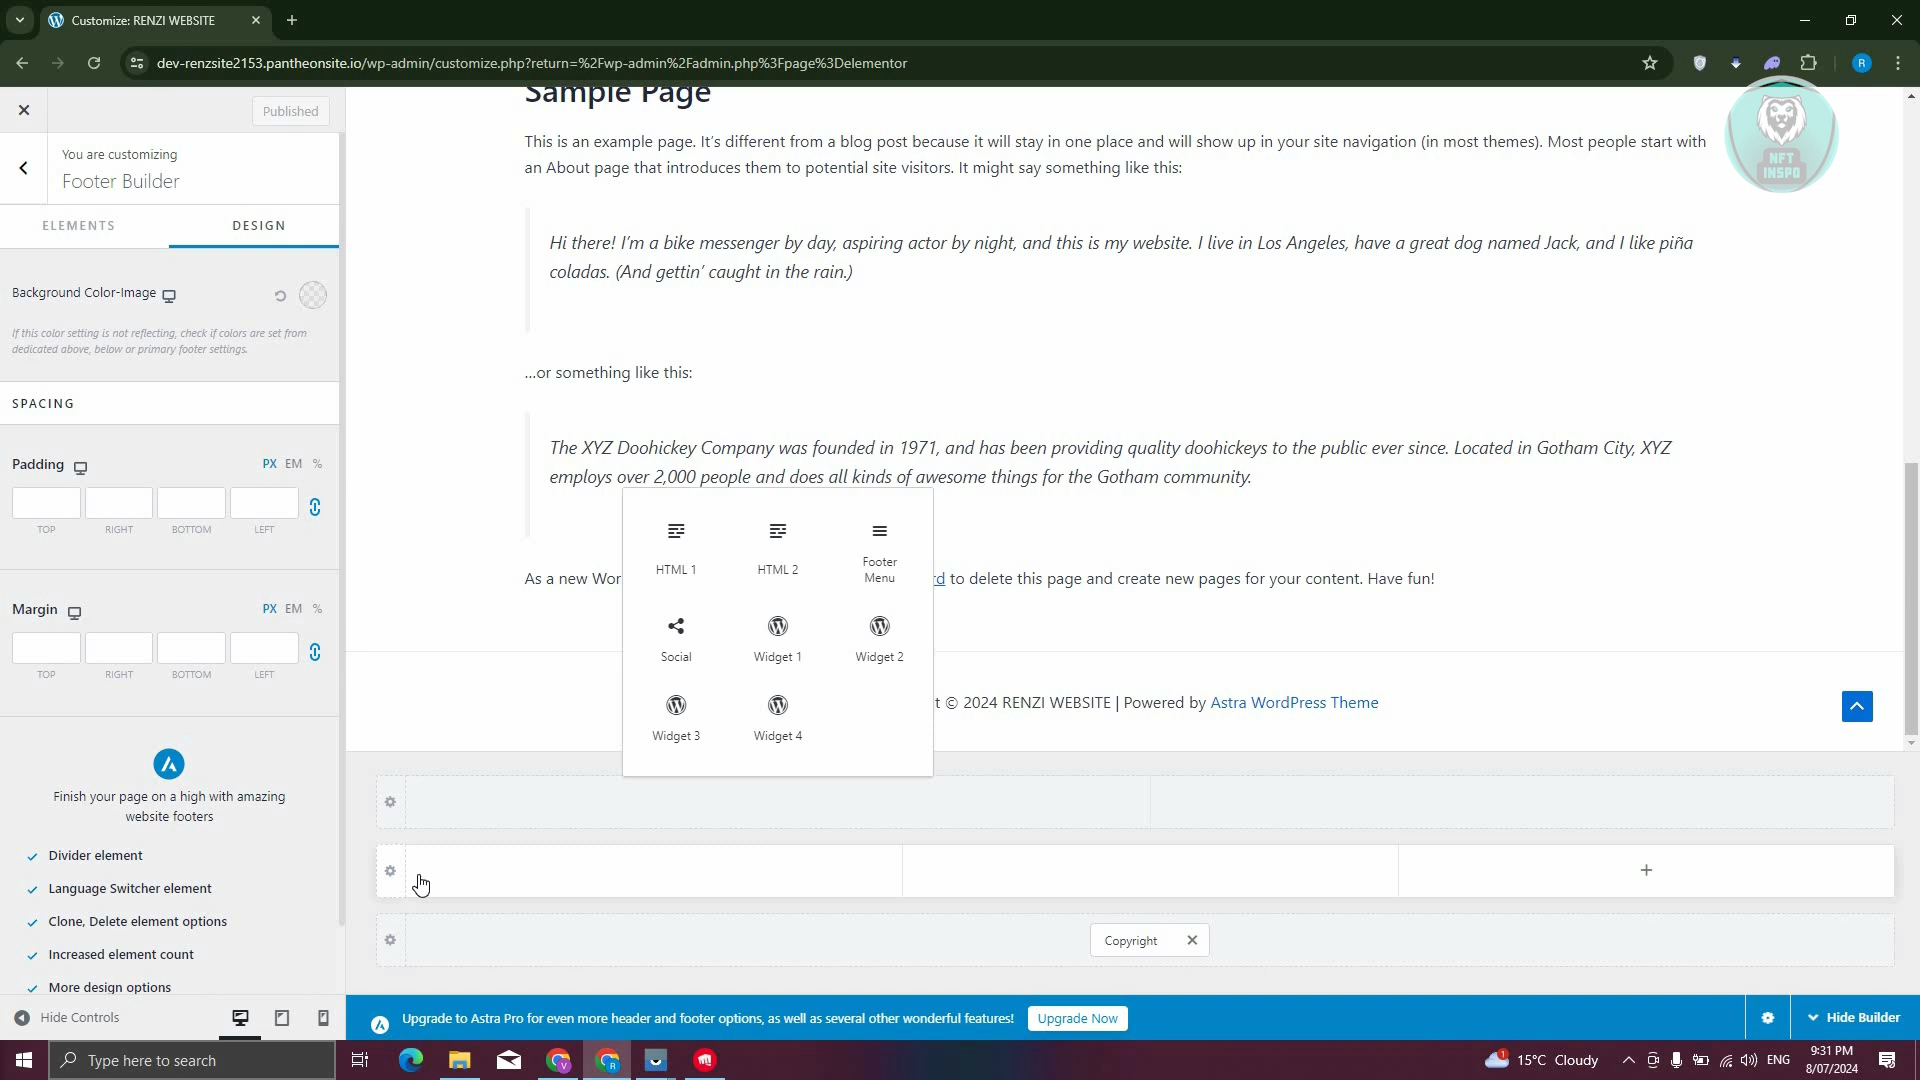 Customize: RENZI WEBSITE
dev-renzsite2153.pantheonsite.io/wp-admin/customize.php?return=%2Fwp-admin%2Fadmin.php%3Fpage%3Delementor
R
Published
You are customizing
Footer Builder
ELEMENTS
DESIGN
Background Color-Image
If this color setting is not reflecting, check if colors are set from
dedicated above, below or primary footer settings.
SPACING
Padding
PX EM %
TOP RIGHT BOTTOM LEFT
Margin
PX EM %
TOP RIGHT BOTTOM LEFT
Finish your page on a high with amazing
website footers
Divider element
Language Switcher element
Clone, Delete element options
Increased element count
More design options
Hide Controls
Sample Page
This is an example page. It's different from a blog post because it will stay in one place and will show up in your site navigation (in most themes). Most people start with
an About page that introduces them to potential site visitors. It might say something like this:
Hi there! I'm a bike messenger by day, aspiring actor by night, and this is my website. I live in Los Angeles, have a great dog named Jack, and I like piña
coladas. (And gettin' caught in the rain.)
...or something like this:
The XYZ Doohickey Company was founded in 1971, and has been providing quality doohickeys to the public ever since. Located in Gotham City, XYZ
employs over 2,000 people and does all kinds of awesome things for the Gotham community.
As a new Wor
rd to delete this page and create new pages for your content. Have fun!
HTML 1
HTML 2
Footer
Menu
Social
Widget 1
Widget 2
Widget 3
Widget 4
t © 2024 RENZI WEBSITE | Powered by Astra WordPress Theme
NFT
INSPO
Copyright
Upgrade to Astra Pro for even more header and footer options, as well as several other wonderful features!
Upgrade Now
Hide Builder
Type here to search
V
R
1
15°C Cloudy
ENG
9:31 PM
8/07/2024